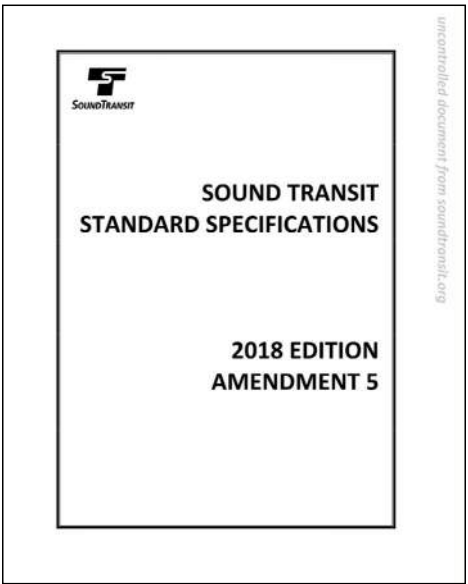 SOUNDTRANSIT
SOUND TRANSIT
STANDARD SPECIFICATIONS
2018 EDITION
AMENDMENT 5
uncontrolled document from soundtransit.org